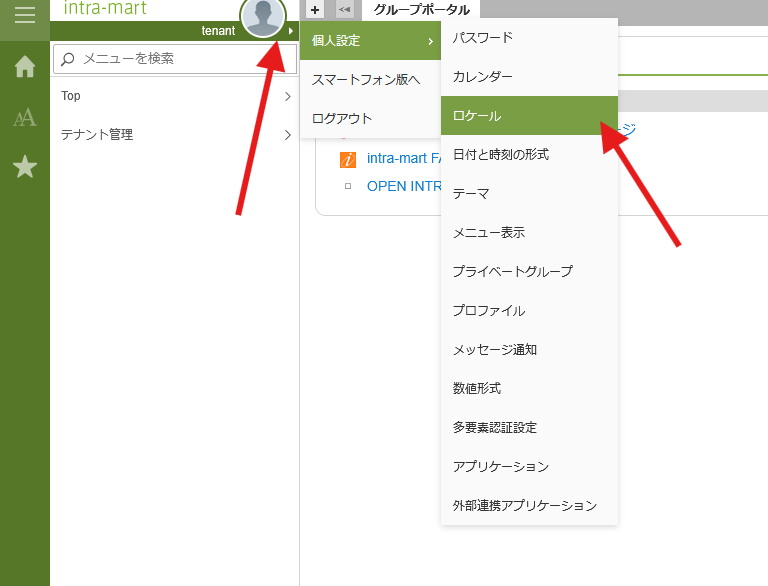 intra-mart
tenant
メニューを検索
Top
テナント管理
+
<<
グループポータル
個人設定
スマートフォン版へ
ログアウト
パスワード
カレンダー
ロケール
日付と時刻の形式
テーマ
メニュー表示
プライベートグループ
プロファイル
メッセージ通知
数値形式
多要素認証設定
アプリケーション
外部連携アプリケーション
intra-mart FA
OPEN INTR
ージ